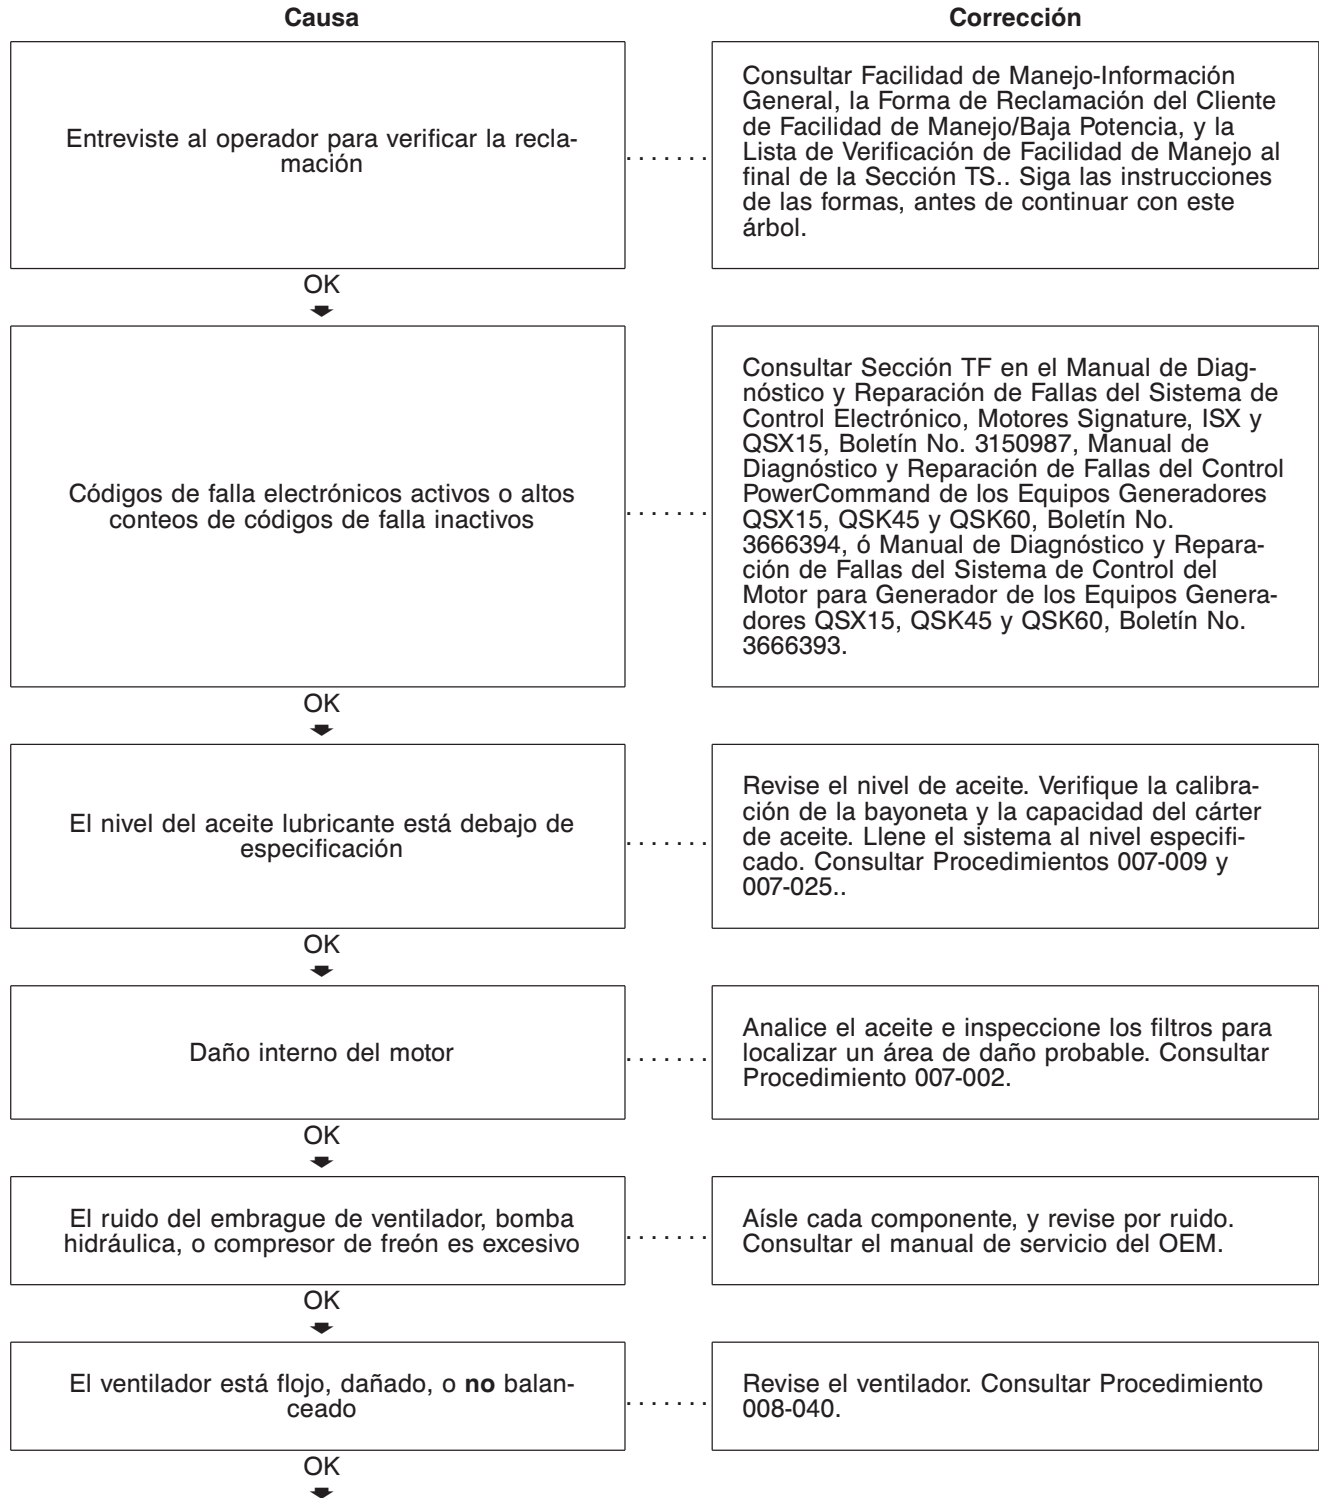 Causa
Corrección
Entreviste al operador para verificar la recla-
mación
.......
Consultar Facilidad de Manejo-Información
General, la Forma de Reclamación del Cliente
de Facilidad de Manejo/Baja Potencia, y la
Lista de Verificación de Facilidad de Manejo al
final de la Sección TS.. Siga las instrucciones
de las formas, antes de continuar con este
árbol.
OK
Códigos de falla electrónicos activos o altos
conteos de códigos de falla inactivos
.......
Consultar Sección TF en el Manual de Diag-
nóstico y Reparación de Fallas del Sistema de
Control Electrónico, Motores Signature, ISX y
QSX15, Boletín No. 3150987, Manual de
Diagnóstico y Reparación de Fallas del Control
PowerCommand de los Equipos Generadores
QSX15, QSK45 y QSK60, Boletín No.
3666394, ó Manual de Diagnóstico y Repara-
ción de Fallas del Sistema de Control del
Motor para Generador de los Equipos Genera-
dores QSX15, QSK45 y QSK60, Boletín No.
3666393.
OK
El nivel del aceite lubricante está debajo de
especificación
.......
Revise el nivel de aceite. Verifique la calibra-
ción de la bayoneta y la capacidad del cárter
de aceite. Llene el sistema al nivel especifi-
cado. Consultar Procedimientos 007-009 y
007-025..
OK
Daño interno del motor
.......
Analice el aceite e inspeccione los filtros para
localizar un área de daño probable. Consultar
Procedimiento 007-002.
OK
El ruido del embrague de ventilador, bomba
hidráulica, o compresor de freón es excesivo
.......
Aísle cada componente, y revise por ruido.
Consultar el manual de servicio del OEM.
OK
El ventilador está flojo, dañado, o no balan-
ceado
.......
Revise el ventilador. Consultar Procedimiento
008-040.
OK